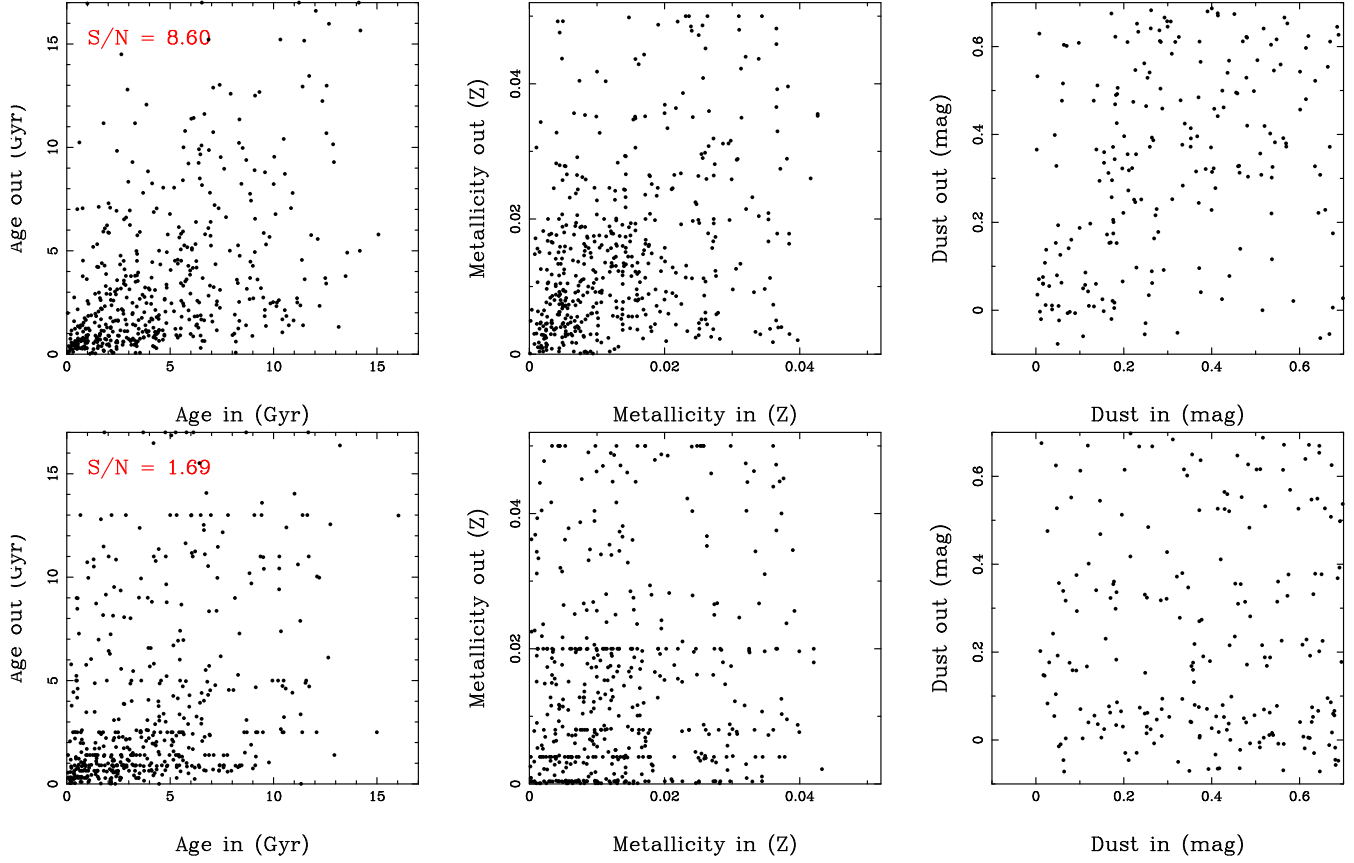 S/N = 8.60
Age out (Gyr)
0 5 10 15
0 5 10 15
Age in (Gyr)
Metallicity out (Z)
0 0.02 0.04
0 0.02 0.04
Metallicity in (Z)
Dust out (mag)
0 0.2 0.4 0.6
0 0.2 0.4 0.6
Dust in (mag)
S/N = 1.69
Age out (Gyr)
0 5 10 15
0 5 10 15
Age in (Gyr)
Metallicity out (Z)
0 0.02 0.04
0 0.02 0.04
Metallicity in (Z)
Dust out (mag)
0 0.2 0.4 0.6
0 0.2 0.4 0.6
Dust in (mag)